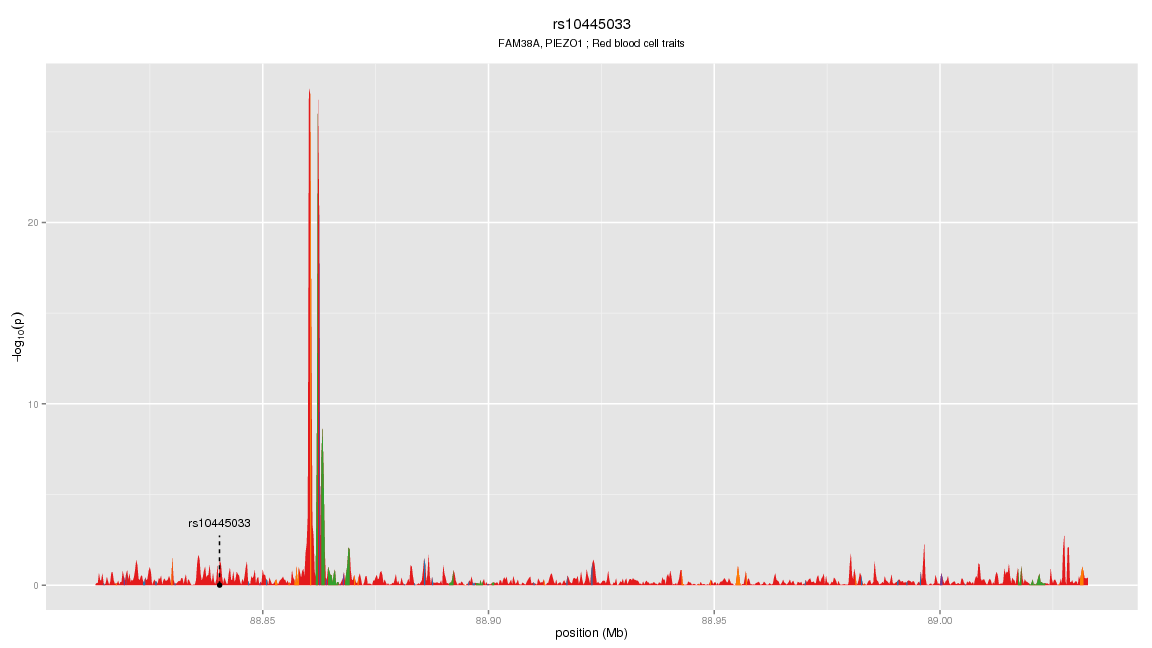 rs10445033
FAM38A, PIEZO1 ; Red blood cell traits
20
10
0
−log10(p)
rs10445033
88.85 88.90 88.95 89.00
position (Mb)